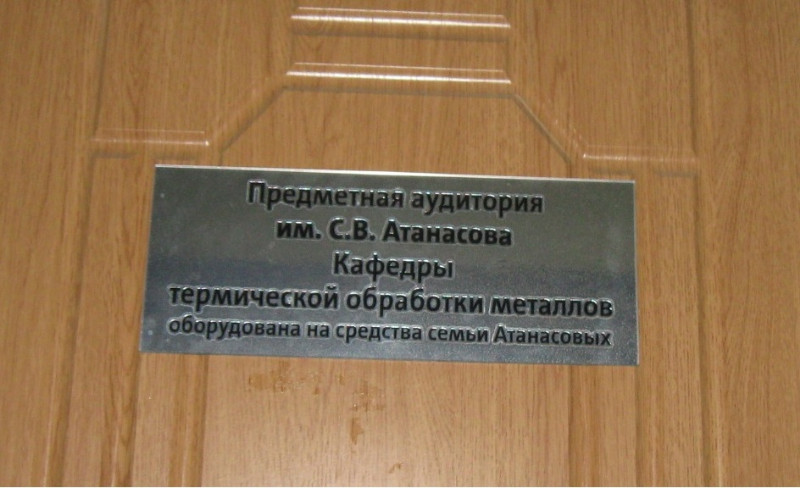 Предметная аудитория
им. С.В. Атанасова
Кафедры
термической обработки металлов
оборудована на средства семьи Атанасовых